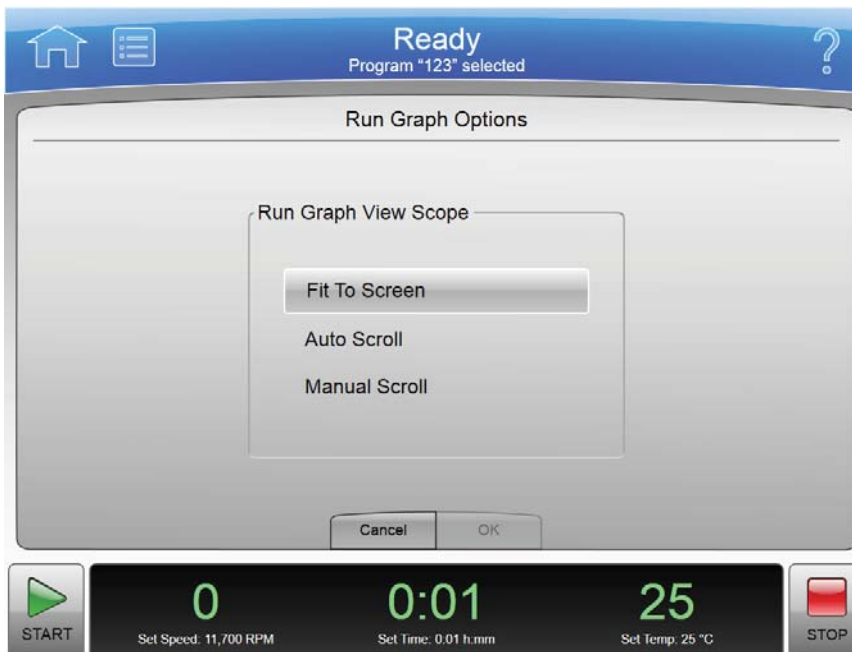 Ready
Program “123” selected
?
Run Graph Options
Run Graph View Scope
Fit To Screen
Auto Scroll
Manual Scroll
Cancel OK
0 0:01 25
START Set Speed: 11,700 RPM Set Time: 0:01 h:mm Set Temp: 25 °C STOP